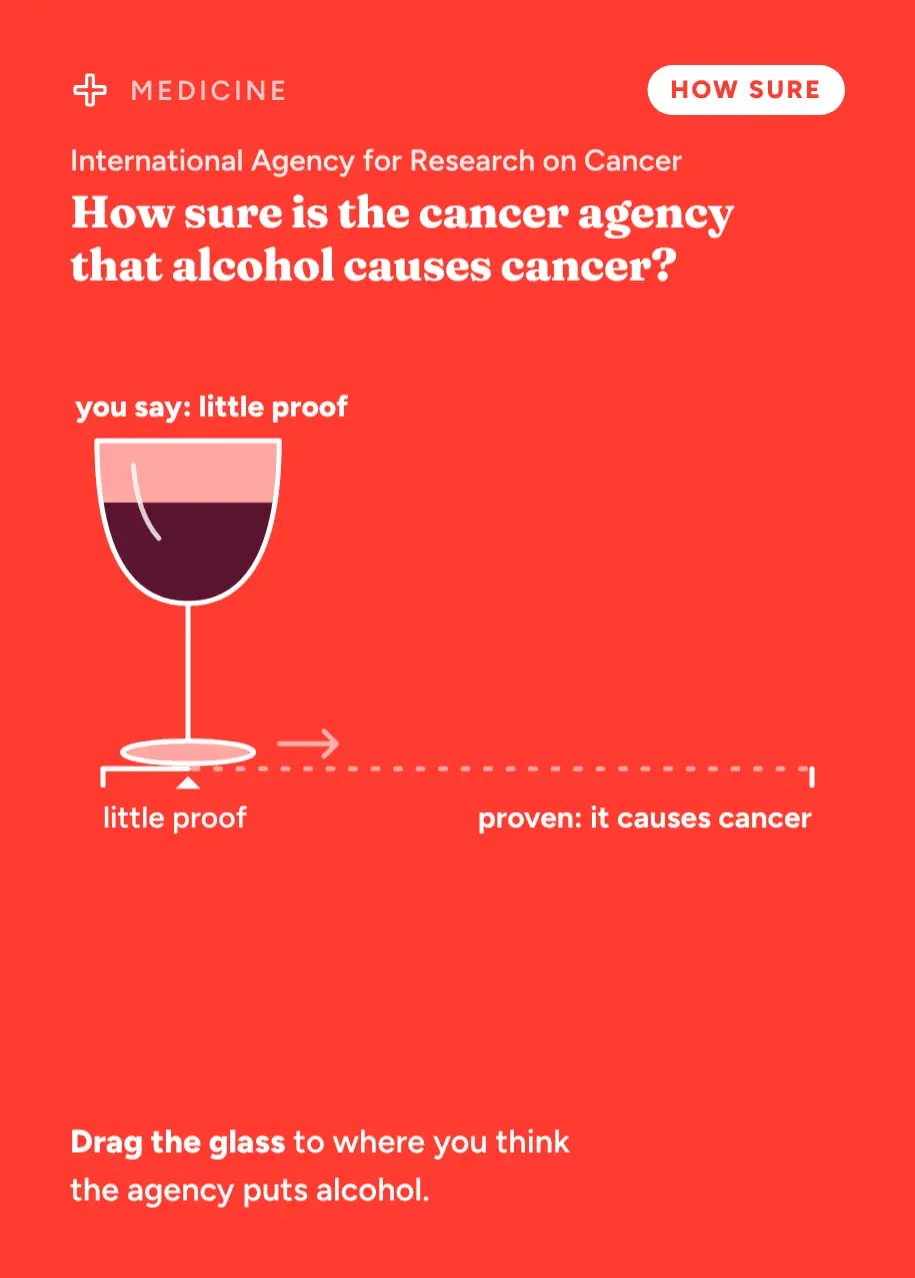 MEDICINE
HOW SURE
International Agency for Research on Cancer
How sure is the cancer agency
that alcohol causes cancer?
you say: little proof
little proof
proven: it causes cancer
Drag the glass to where you think
the agency puts alcohol.